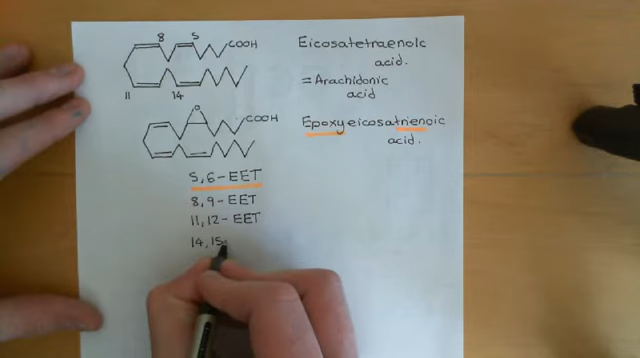 8 5 COOH Eicosatetraenoic
acid.
= Arachidonic
acid
11 14
O
COOH Epoxyeicosatrienoic
acid.
5,6-EET
8,9-EET
11,12-EET
14,15